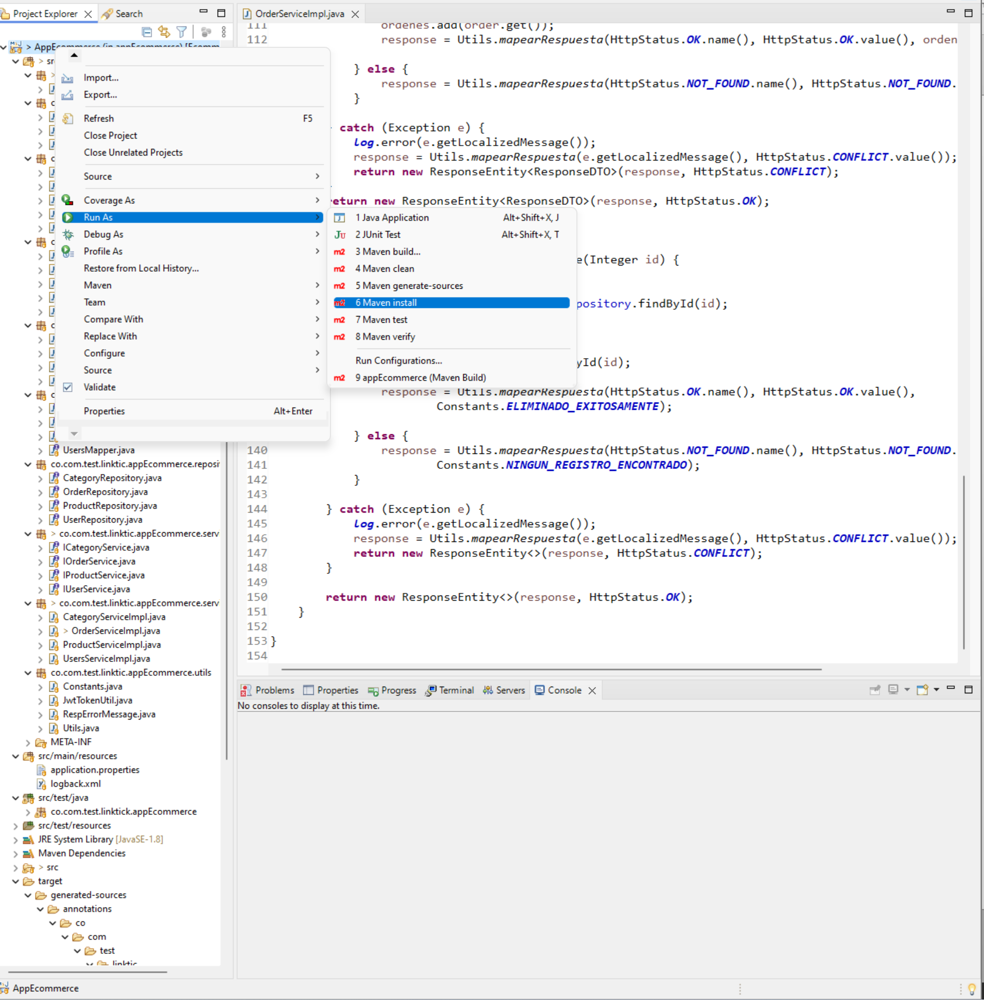 Project Explorer
Search
> AppEcommerce (in appEcommerce) [Ecomm
> sr
>
c
c
c
c
c
UsersMapper.java
co.com.test.linktic.appEcommerce.reposit
CategoryRepository.java
OrderRepository.java
ProductRepository.java
UserRepository.java
> co.com.test.linktic.appEcommerce.serv
ICategoryService.java
IOrderService.java
IProductService.java
IUserService.java
> co.com.test.linktic.appEcommerce.serv
CategoryServiceImpl.java
> OrderServiceImpl.java
ProductServiceImpl.java
UsersServiceImpl.java
co.com.test.linktic.appEcommerce.utils
Constants.java
JwtTokenUtil.java
RespErrorMessage.java
Utils.java
META-INF
src/main/resources
application.properties
logback.xml
src/test/java
co.com.test.linktick.appEcommerce
src/test/resources
JRE System Library [JavaSE-1.8]
Maven Dependencies
> src
target
generated-sources
annotations
co
com
test
linktic
AppEcommerce
Import...
Export...
Refresh F5
Close Project
Close Unrelated Projects
Source
Coverage As
Run As
Debug As
Profile As
Restore from Local History...
Maven
Team
Compare With
Replace With
Configure
Source
Validate
Properties Alt+Enter
1 Java Application Alt+Shift+X, J
2 JUnit Test Alt+Shift+X, T
3 Maven build...
4 Maven clean
5 Maven generate-sources
6 Maven install
7 Maven test
8 Maven verify
Run Configurations...
9 appEcommerce (Maven Build)
OrderServiceImpl.java
111 ordenes.add(order.get());
112 response = Utils.mapearRespuesta(HttpStatus.OK.name(), HttpStatus.OK.value(), orden
} else {
response = Utils.mapearRespuesta(HttpStatus.NOT_FOUND.name(), HttpStatus.NOT_FOUND.
}
catch (Exception e) {
log.error(e.getLocalizedMessage());
response = Utils.mapearRespuesta(e.getLocalizedMessage(), HttpStatus.CONFLICT.value());
return new ResponseEntity<ResponseDTO>(response, HttpStatus.CONFLICT);
eturn new ResponseEntity<ResponseDTO>(response, HttpStatus.OK);
e(Integer id) {
pository.findById(id);
yId(id);
response = Utils.mapearRespuesta(HttpStatus.OK.name(), HttpStatus.OK.value(),
Constants.ELIMINADO_EXITOSAMENTE);
} else {
140 response = Utils.mapearRespuesta(HttpStatus.NOT_FOUND.name(), HttpStatus.NOT_FOUND.
141 Constants.NINGUN_REGISTRO_ENCONTRADO);
142 }
143
144 } catch (Exception e) {
145 log.error(e.getLocalizedMessage());
146 response = Utils.mapearRespuesta(e.getLocalizedMessage(), HttpStatus.CONFLICT.value());
147 return new ResponseEntity<>(response, HttpStatus.CONFLICT);
148 }
149
150 return new ResponseEntity<>(response, HttpStatus.OK);
151 }
152
153 }
154
Problems Properties Progress Terminal Servers Console
No consoles to display at this time.